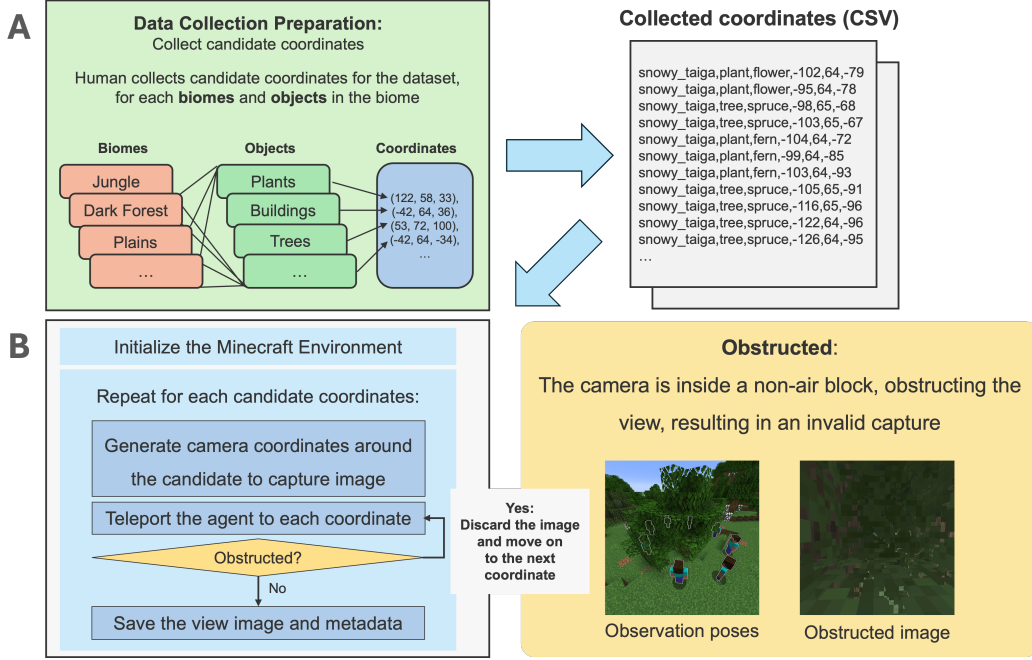 A
Data Collection Preparation:
Collect candidate coordinates
Human collects candidate coordinates for the dataset,
for each biomes and objects in the biome
Biomes
Objects
Coordinates
Jungle
Dark Forest
Plains
...
Plants
Buildings
Trees
...
(122, 58, 33),
(-42, 64, 36),
(53, 72, 100),
(-42, 64, -34),
...
Collected coordinates (CSV)
snowy_taiga,plant,flower,-102,64,-79
snowy_taiga,plant,flower,-95,64,-78
snowy_taiga,tree,spruce,-98,65,-68
snowy_taiga,tree,spruce,-103,65,-67
snowy_taiga,plant,fern,-104,64,-72
snowy_taiga,plant,fern,-99,64,-85
snowy_taiga,plant,fern,-103,64,-93
snowy_taiga,tree,spruce,-105,65,-91
snowy_taiga,tree,spruce,-116,65,-96
snowy_taiga,tree,spruce,-122,64,-96
snowy_taiga,tree,spruce,-126,64,-95
...
B
Initialize the Minecraft Environment
Repeat for each candidate coordinates:
Generate camera coordinates around
the candidate to capture image
Teleport the agent to each coordinate
Obstructed?
No
Save the view image and metadata
Yes:
Discard the image
and move on
to the next
coordinate
Obstructed:
The camera is inside a non-air block, obstructing the
view, resulting in an invalid capture
Observation poses
Obstructed image